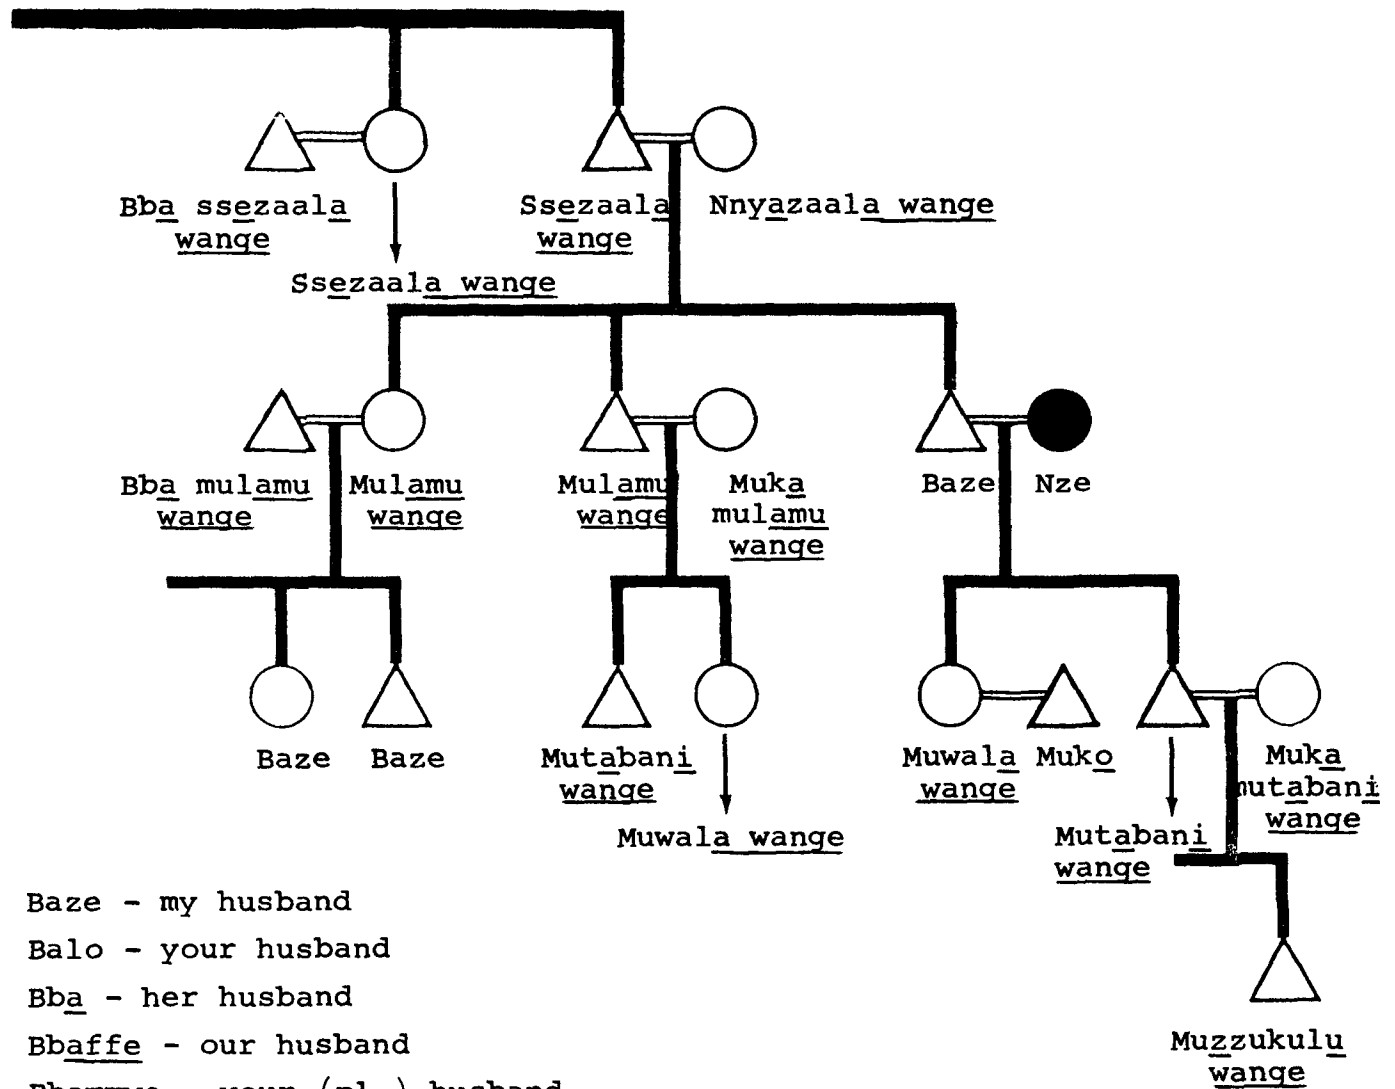 Bba ssezaala
wange
Ssezaala
wange
Nnyazaala wange
Ssezaala wange
Bba mulamu
wange
Mulamu
wange
Mulamu
wange
Muka
mulamu
wange
Baze
Nze
Baze
Baze
Mutabani
wange
Muwala wange
Muwala
wange
Muko
Mutabani
wange
Muka
mutabani
wange
Muzzukulu
wange
Baze - my husband
Balo - your husband
Bba - her husband
Bbaffe - our husband
(pl.) husband